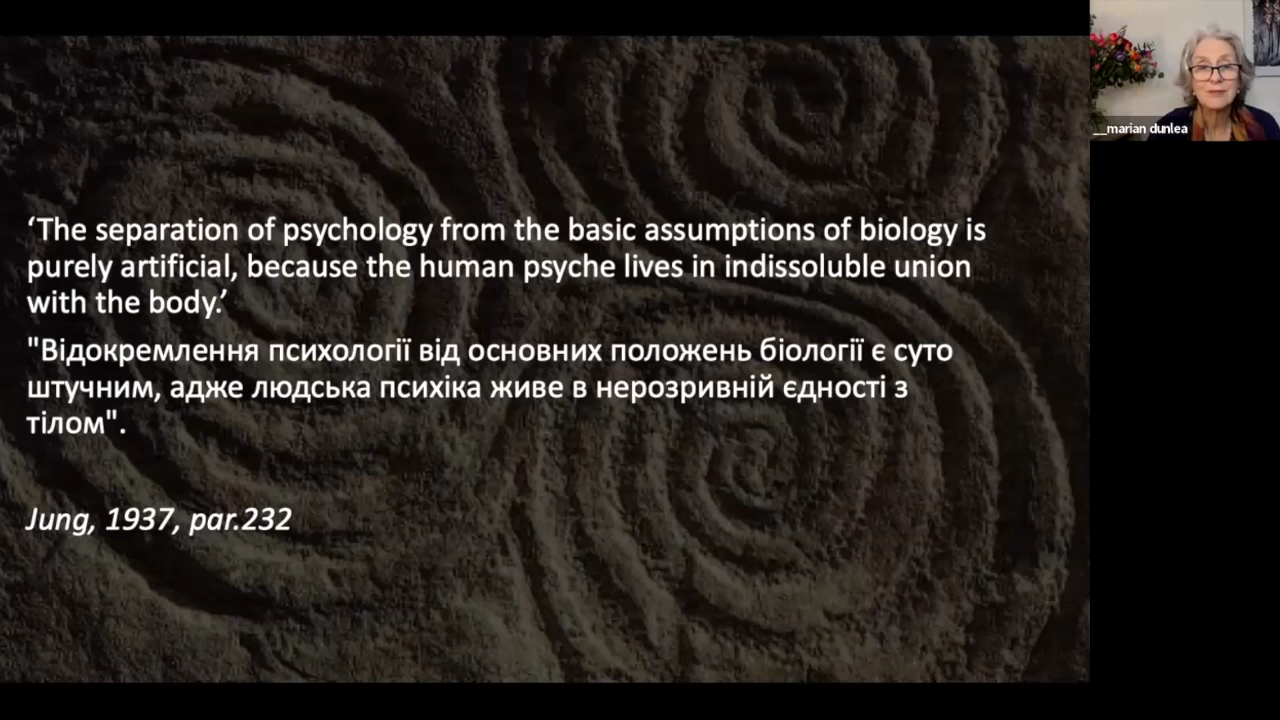 __marian dunlea
‘The separation of psychology from the basic assumptions of biology is
purely artificial, because the human psyche lives in indissoluble union
with the body.’
"Відокремлення психології від основних положень біології є суто
штучним, адже людська психіка живе в нерозривній єдності з
тілом".
Jung, 1937, par.232